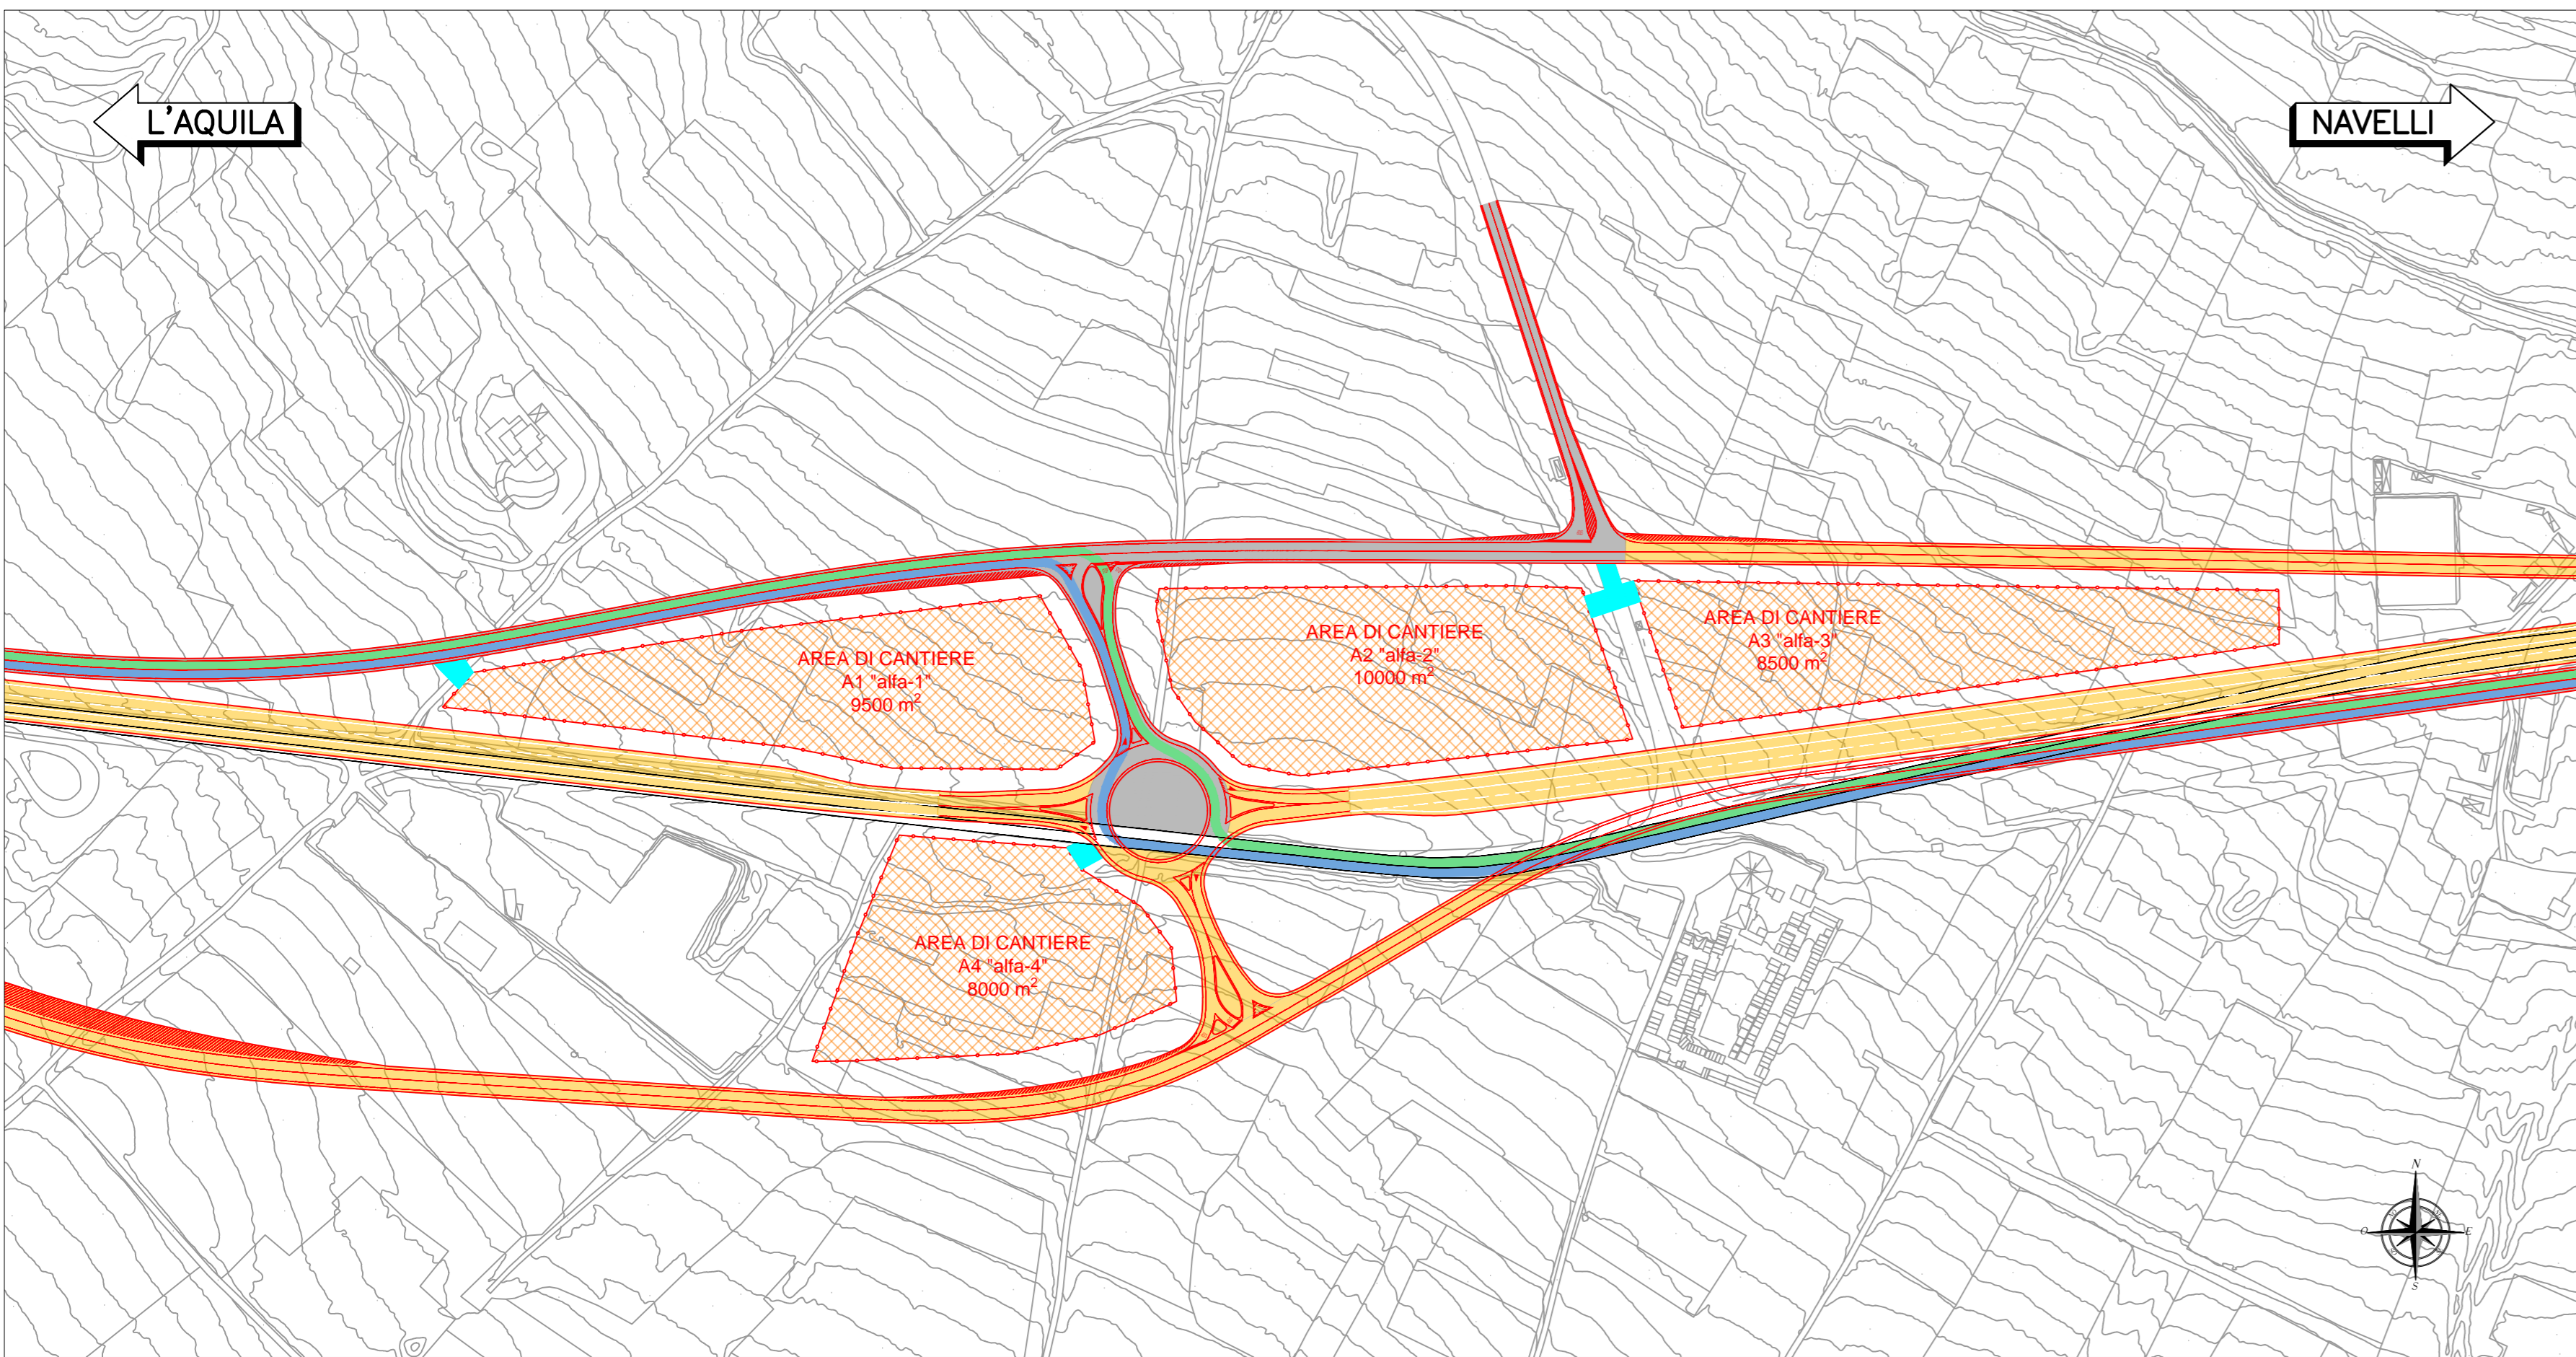 L'AQUILA
NAVELLI
AREA DI CANTIERE
A1 "alfa-1"
9500 m²
AREA DI CANTIERE
A2 "alfa-2"
10000 m²
AREA DI CANTIERE
A3 "alfa-3"
8500 m²
AREA DI CANTIERE
A4 "alfa-4"
8000 m²
N
O
E
S